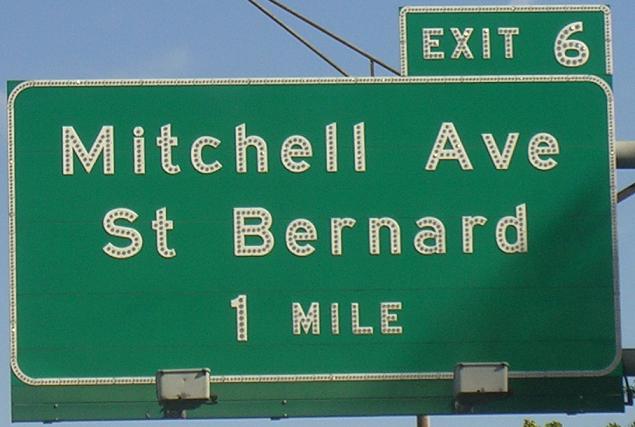 EXIT 6
Mitchell Ave
St Bernard
1 MILE